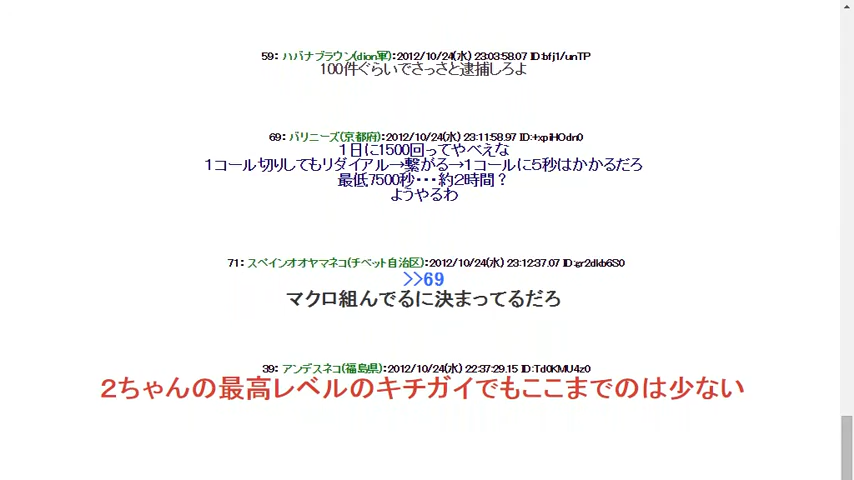 59: ハバナブラウン(dion軍):2012/10/24(水) 23:03:58.07 ID:bfj1/unTP
100件ぐらいでさっさと逮捕しろよ
69: バリニーズ(京都府):2012/10/24(水) 23:11:58.97 ID:+xpiHOdn0
1日に1500回ってやべえな
1コール切りしてもリダイアル→繋がる→1コールに5秒はかかるだろ
最低7500秒・・・約2時間？
ようやるわ
71: スペインオオヤマネコ(チベット自治区):2012/10/24(水) 23:12:37.07 ID:gr2dkb6S0
>>69
マクロ組んでるに決まってるだろ
39: アンデスネコ(福島県):2012/10/24(水) 22:37:29.15 ID:Td0KMU4z0
2ちゃんの最高レベルのキチガイでもここまでのは少ない